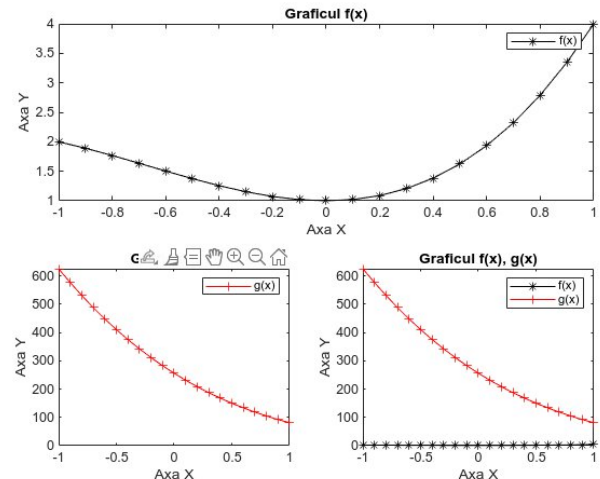 Graficul f(x)
4
3.5
3
2.5
2
1.5
1
Axa Y
f(x)
-1 -0.8 -0.6 -0.4 -0.2 0 0.2 0.4 0.6 0.8 1
Axa X
G
600
500
400
300
200
100
0
Axa Y
g(x)
-1 -0.5 0 0.5 1
Axa X
Graficul f(x), g(x)
600
500
400
300
200
100
0
Axa Y
f(x)
g(x)
-1 -0.5 0 0.5 1
Axa X